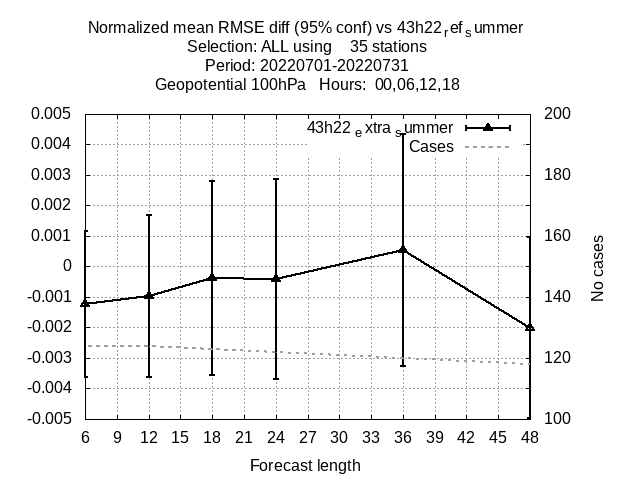 Normalized mean RMSE diff (95% conf) vs 43h22refsummer
Selection: ALL using 35 stations
Period: 20220701-20220731
Geopotential 100hPa Hours: 00,06,12,18
43h22extrasummer
Cases
0.005
0.004
0.003
0.002
0.001
0
-0.001
-0.002
-0.003
-0.004
-0.005
200
180
160
140
120
100
No cases
6 9 12 15 18 21 24 27 30 33 36 39 42 45 48
Forecast length